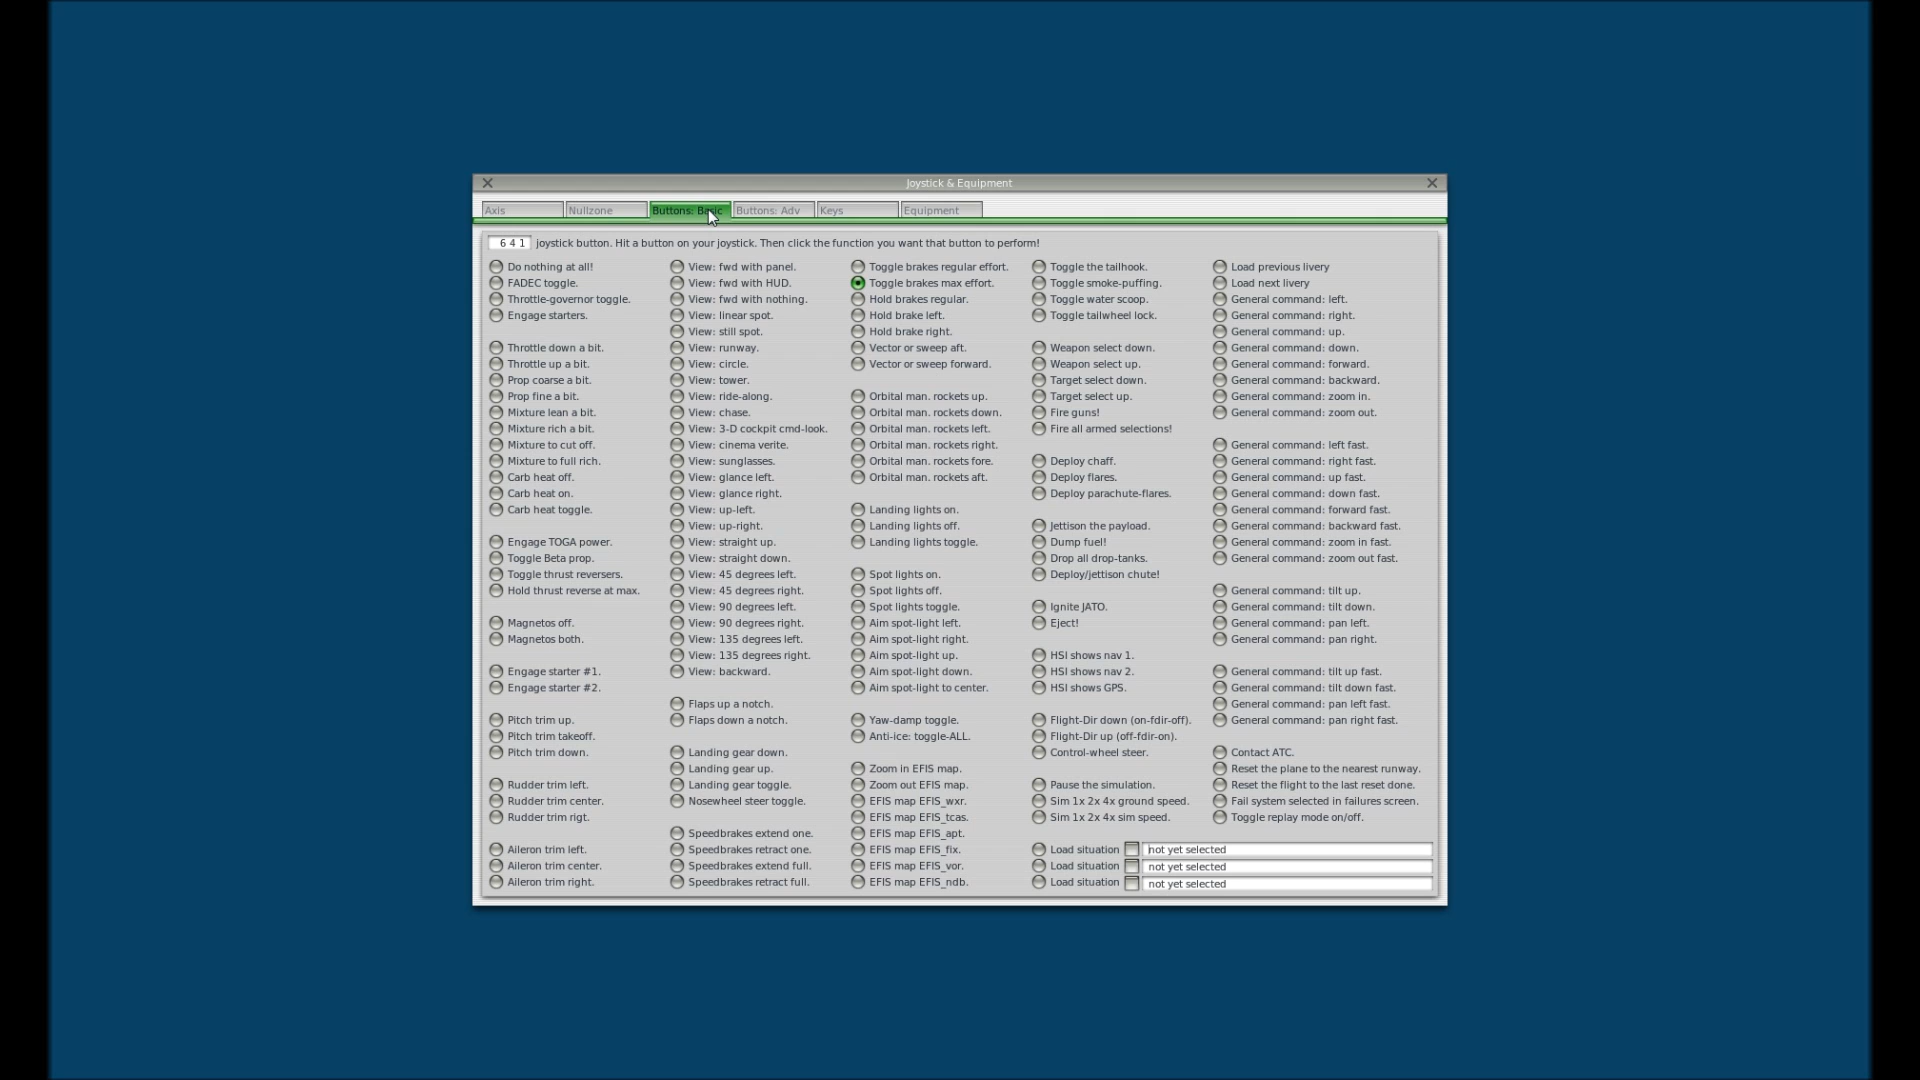 Joystick & Equipment
Axis
Nullzone
Buttons: Basic
Buttons: Adv
Keys
Equipment
6 4 1 joystick button. Hit a button on your joystick. Then click the function you want that button to perform!
Do nothing at all!
FADEC toggle.
Throttle-governor toggle.
Engage starters.
Throttle down a bit.
Throttle up a bit.
Prop coarse a bit.
Prop fine a bit.
Mixture lean a bit.
Mixture rich a bit.
Mixture to cut off.
Mixture to full rich.
Carb heat off.
Carb heat on.
Carb heat toggle.
Engage TOGA power.
Toggle Beta prop.
Toggle thrust reversers.
Hold thrust reverse at max.
Magnetos off.
Magnetos both.
Engage starter #1.
Engage starter #2.
Pitch trim up.
Pitch trim takeoff.
Pitch trim down.
Rudder trim left.
Rudder trim center.
Rudder trim rigt.
Aileron trim left.
Aileron trim center.
Aileron trim right.
View: fwd with panel.
View: fwd with HUD.
View: fwd with nothing.
View: linear spot.
View: still spot.
View: runway.
View: circle.
View: tower.
View: ride-along.
View: chase.
View: 3-D cockpit cmd-look.
View: cinema verite.
View: sunglasses.
View: glance left.
View: glance right.
View: up-left.
View: up-right.
View: straight up.
View: straight down.
View: 45 degrees left.
View: 45 degrees right.
View: 90 degrees left.
View: 90 degrees right.
View: 135 degrees left.
View: 135 degrees right.
View: backward.
Flaps up a notch.
Flaps down a notch.
Landing gear down.
Landing gear up.
Landing gear toggle.
Nosewheel steer toggle.
Speedbrakes extend one.
Speedbrakes retract one.
Speedbrakes extend full.
Speedbrakes retract full.
Toggle brakes regular effort.
Toggle brakes max effort.
Hold brakes regular.
Hold brake left.
Hold brake right.
Vector or sweep aft.
Vector or sweep forward.
Orbital man. rockets up.
Orbital man. rockets down.
Orbital man. rockets left.
Orbital man. rockets right.
Orbital man. rockets fore.
Orbital man. rockets aft.
Landing lights on.
Landing lights off.
Landing lights toggle.
Spot lights on.
Spot lights off.
Spot lights toggle.
Aim spot-light left.
Aim spot-light right.
Aim spot-light up.
Aim spot-light down.
Aim spot-light to center.
Yaw-damp toggle.
Anti-ice: toggle-ALL.
Zoom in EFIS map.
Zoom out EFIS map.
EFIS map EFIS_wxr.
EFIS map EFIS_tcas.
EFIS map EFIS_apt.
EFIS map EFIS_fix.
EFIS map EFIS_vor.
EFIS map EFIS_ndb.
Toggle the tailhook.
Toggle smoke-puffing.
Toggle water scoop.
Toggle tailwheel lock.
Weapon select down.
Weapon select up.
Target select down.
Target select up.
Fire guns!
Fire all armed selections!
Deploy chaff.
Deploy flares.
Deploy parachute-flares.
Jettison the payload.
Dump fuel!
Drop all drop-tanks.
Deploy/jettison chute!
Ignite JATO.
Eject!
HSI shows nav 1.
HSI shows nav 2.
HSI shows GPS.
Flight-Dir down (on-fdir-off).
Flight-Dir up (off-fdir-on).
Control-wheel steer.
Pause the simulation.
Sim 1x 2x 4x ground speed.
Sim 1x 2x 4x sim speed.
Load situation not yet selected
Load situation not yet selected
Load situation not yet selected
Load previous livery
Load next livery
General command: left.
General command: right.
General command: up.
General command: down.
General command: forward.
General command: backward.
General command: zoom in.
General command: zoom out.
General command: left fast.
General command: right fast.
General command: up fast.
General command: down fast.
General command: forward fast.
General command: backward fast.
General command: zoom in fast.
General command: zoom out fast.
General command: tilt up.
General command: tilt down.
General command: pan left.
General command: pan right.
General command: tilt up fast.
General command: tilt down fast.
General command: pan left fast.
General command: pan right fast.
Contact ATC.
Reset the plane to the nearest runway.
Reset the flight to the last reset done.
Fail system selected in failures screen.
Toggle replay mode on/off.